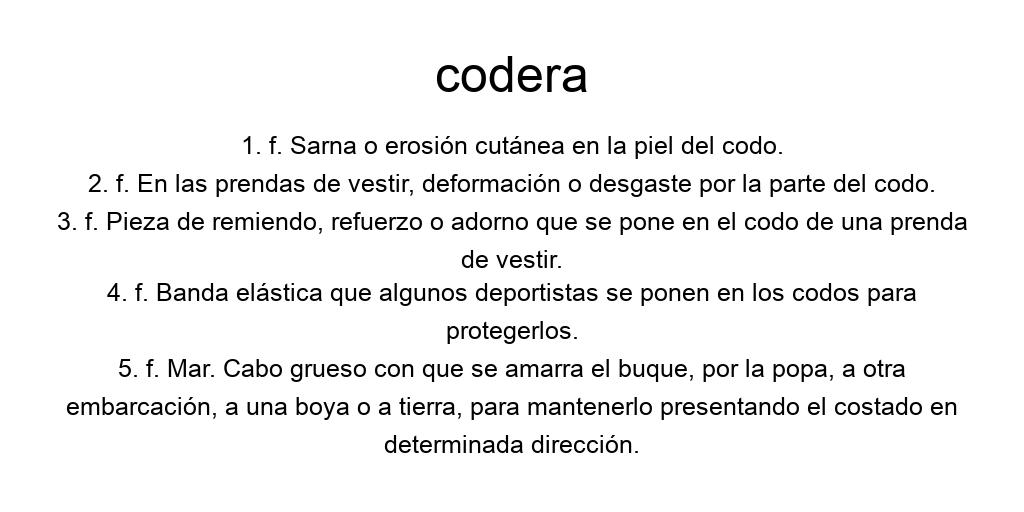 codera
1. f. Sarna o erosión cutánea en la piel del codo.
2. f. En las prendas de vestir, deformación o desgaste por la parte del codo.
3. f. Pieza de remiendo, refuerzo o adorno que se pone en el codo de una prenda
de vestir.
4. f. Banda elástica que algunos deportistas se ponen en los codos para
protegerlos.
5. f. Mar. Cabo grueso con que se amarra el buque, por la popa, a otra
embarcación, a una boya o a tierra, para mantenerlo presentando el costado en
determinada dirección.